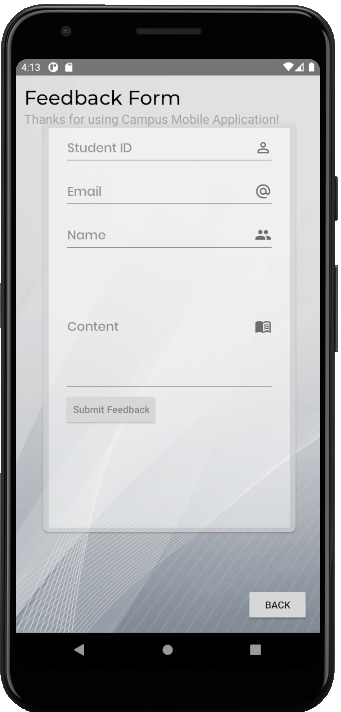 4:13
Feedback Form
Thanks for using Campus Mobile Application!
Student ID
Email
Name
Content
Submit Feedback
BACK